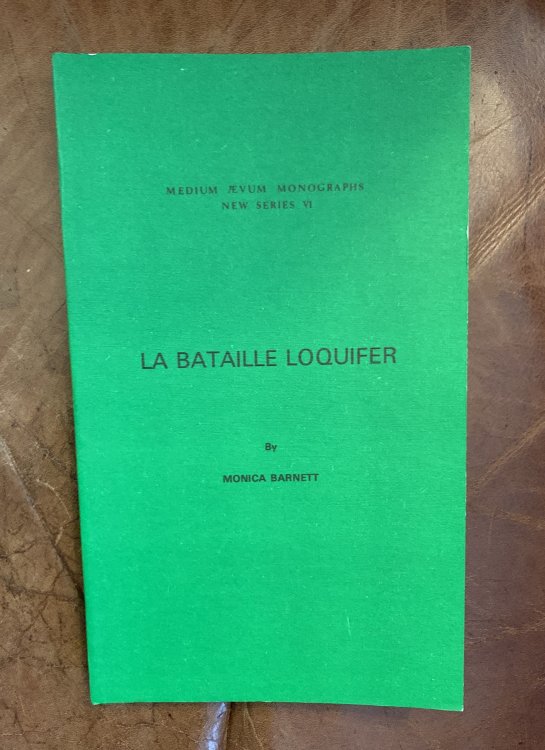 MEDIUM ÆVUM MONOGRAPHS
NEW SERIES VI
LA BATAILLE LOQUIFER
By
MONICA BARNETT